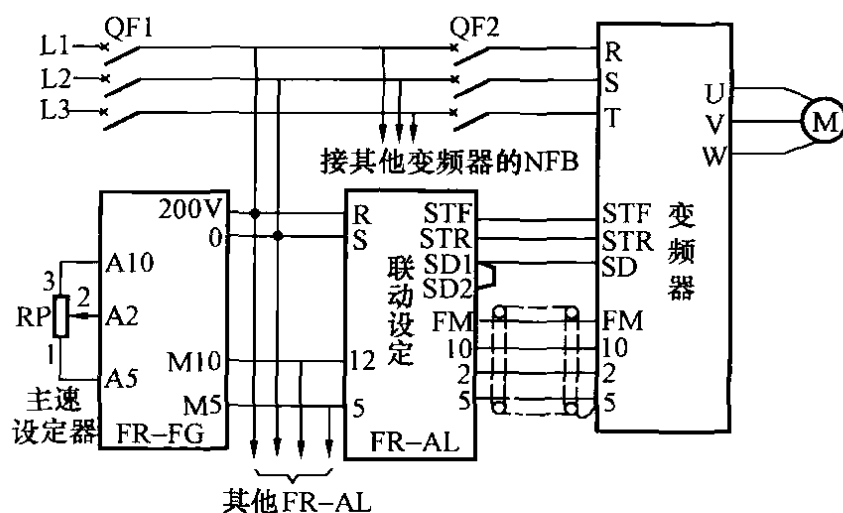 L1
QF1
QF2
R
L2
S
L3
T
U
V
W
M
接其他变频器的NFB
变频器
200V
0
R
S
STF
STR
SD1
SD2
STF
STR
SD
联动设定
A10
3
RP
2
A2
1
A5
FM
10
2
5
FM
10
2
5
M10
12
M5
5
主速
设定器
FR-FG
FR-AL
其他FR-AL